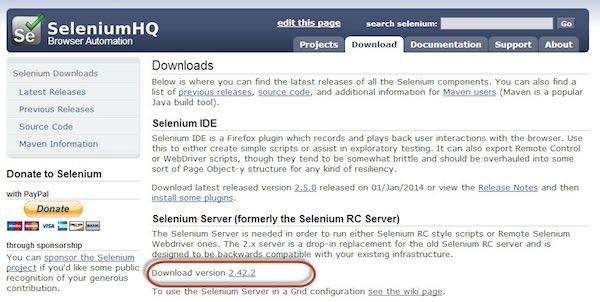 edit this page
search selenium:
Go
SeleniumHQ
Browser Automation
Se
Projects
Download
Documentation
Support
About
Selenium Downloads
Latest Releases
Previous Releases
Source Code
Maven Information
Donate to Selenium
with PayPal
Donate
through sponsorship
You can sponsor the Selenium
project if you'd like some public
recognition of your generous
contribution.
Downloads
Below is where you can find the latest releases of all the Selenium components. You can also find a
list of previous releases, source code, and additional information for Maven users (Maven is a popular
Java build tool).
Selenium IDE
Selenium IDE is a Firefox plugin which records and plays back user interactions with the browser. Use
this to either create simple scripts or assist in exploratory testing. It can also export Remote Control
or WebDriver scripts, though they tend to be somewhat brittle and should be overhauled into some
sort of Page Object-y structure for any kind of resiliency.
Download latest released version 2.5.0 released on 01/Jan/2014 or view the Release Notes and then
install some plugins.
Selenium Server (formerly the Selenium RC Server)
The Selenium Server is needed in order to run either Selenium RC style scripts or Remote Selenium
Webdriver ones. The 2.x server is a drop-in replacement for the old Selenium RC server and is
designed to be backwards compatible with your existing infrastructure.
Download version 2.42.2
To use the Selenium Server in a Grid configuration see the wiki page.